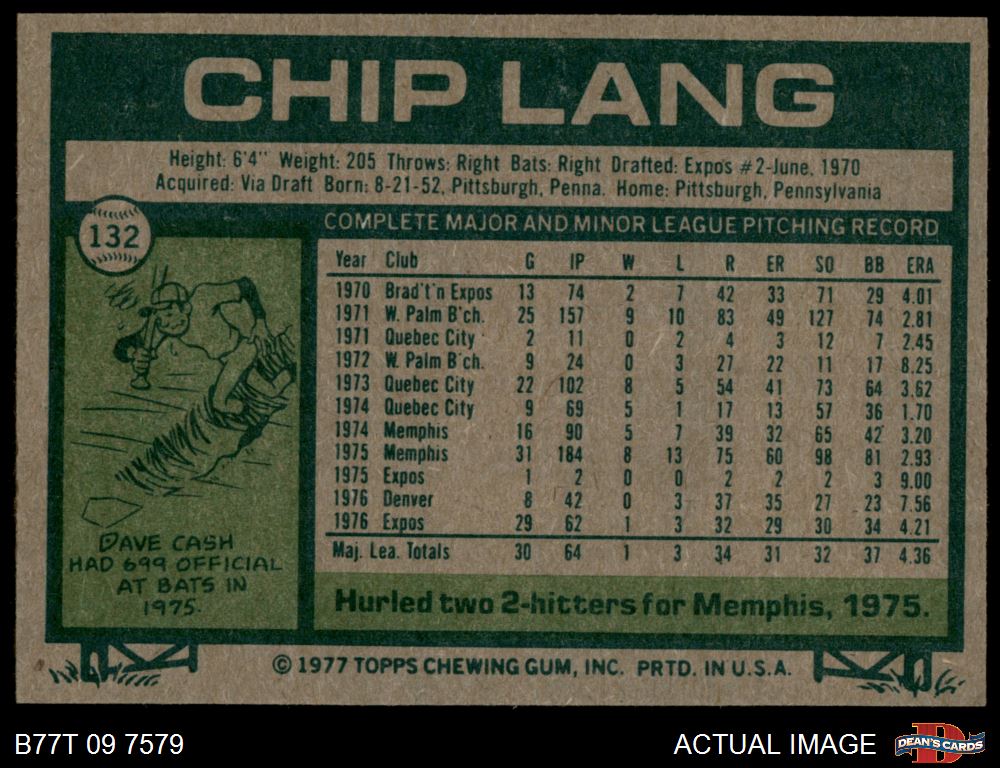 CHIP LANG
Height: 6'4" Weight: 205 Throws: Right Bats: Right Drafted: Expos #2-June, 1970
Acquired: Via Draft Born: 8-21-52, Pittsburgh, Penna. Home: Pittsburgh, Pennsylvania
132
COMPLETE MAJOR AND MINOR LEAGUE PITCHING RECORD
Year Club G IP W L R ER SO BB ERA
1970 Brad't'n Expos 13 74 2 7 42 33 71 29 4.01
1971 W. Palm B'ch. 25 157 9 10 83 49 127 74 2.81
1971 Quebec City 2 11 0 2 4 3 12 7 2.45
1972 W. Palm B'ch. 9 24 0 3 27 22 11 17 8.25
1973 Quebec City 22 102 8 5 54 41 73 64 3.62
1974 Quebec City 9 69 5 1 17 13 57 36 1.70
1974 Memphis 16 90 5 7 39 32 65 42 3.20
1975 Memphis 31 184 8 13 75 60 98 81 2.93
1975 Expos 1 2 0 0 2 2 2 3 9.00
1976 Denver 8 42 0 3 37 35 27 23 7.56
1976 Expos 29 62 1 3 32 29 30 34 4.21
Maj. Lea. Totals 30 64 1 3 34 31 32 37 4.36
DAVE CASH
HAD 699 OFFICIAL
AT BATS IN
1975.
Hurled two 2-hitters for Memphis, 1975.
© 1977 TOPPS CHEWING GUM, INC. PRTD. IN U.S.A.
B77T 09 7579
ACTUAL IMAGE
D
DEAN'S CARDS